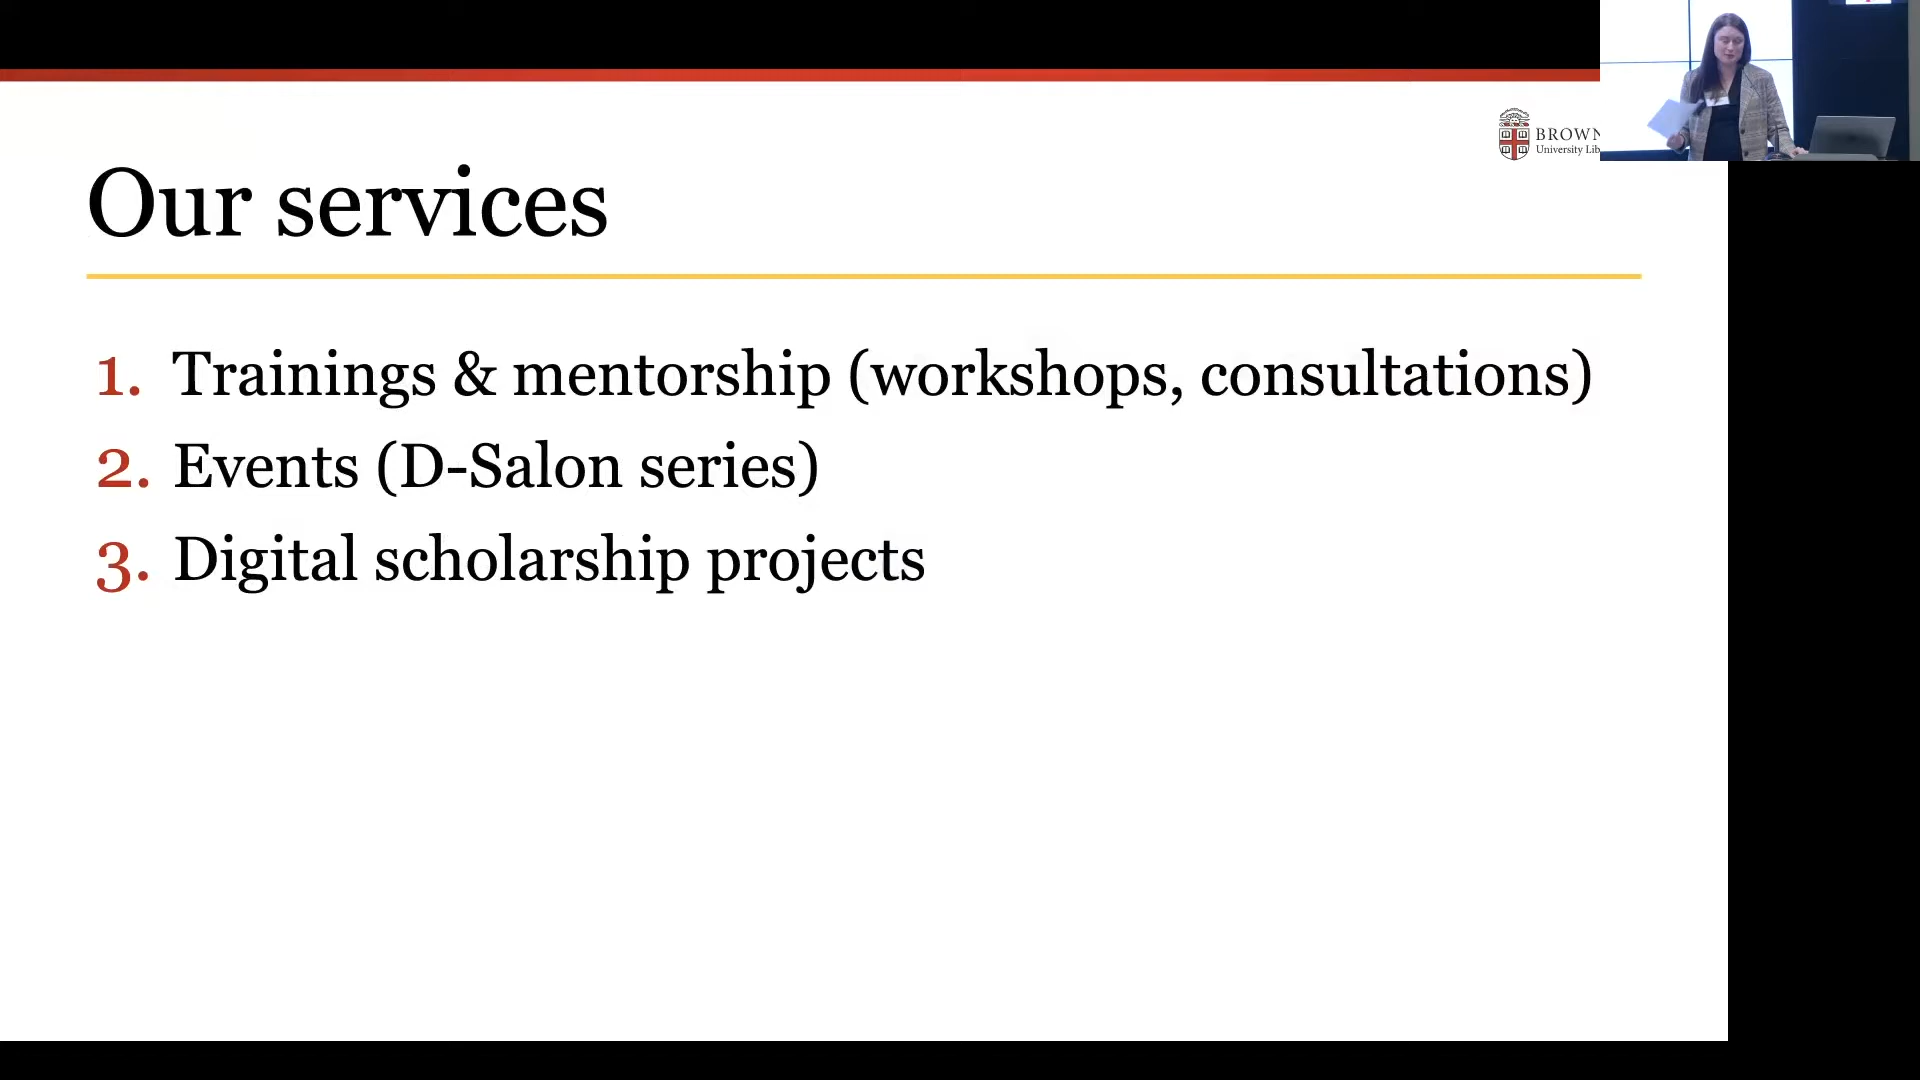 BROWN
University Lib
Our services
1. Trainings & mentorship (workshops, consultations)
2. Events (D-Salon series)
3. Digital scholarship projects